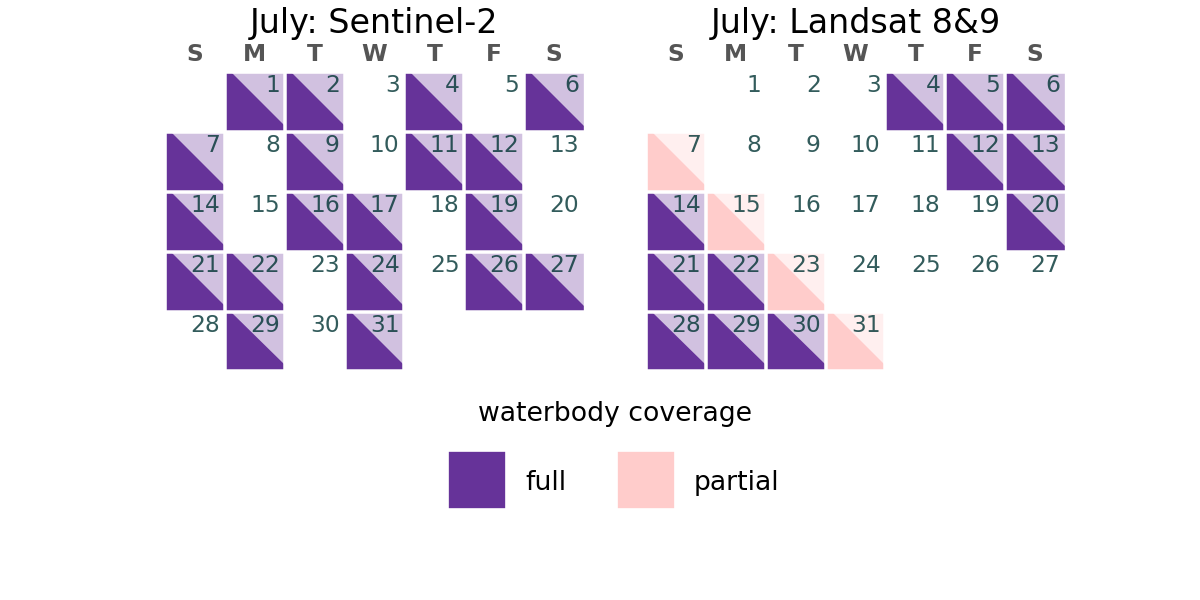 July: Sentinel-2
S M T W T F S
1 2 3 4 5 6
7 8 9 10 11 12 13
14 15 16 17 18 19 20
21 22 23 24 25 26 27
28 29 30 31
July: Landsat 8&9
S M T W T F S
1 2 3 4 5 6
7 8 9 10 11 12 13
14 15 16 17 18 19 20
21 22 23 24 25 26 27
28 29 30 31
waterbody coverage
full partial